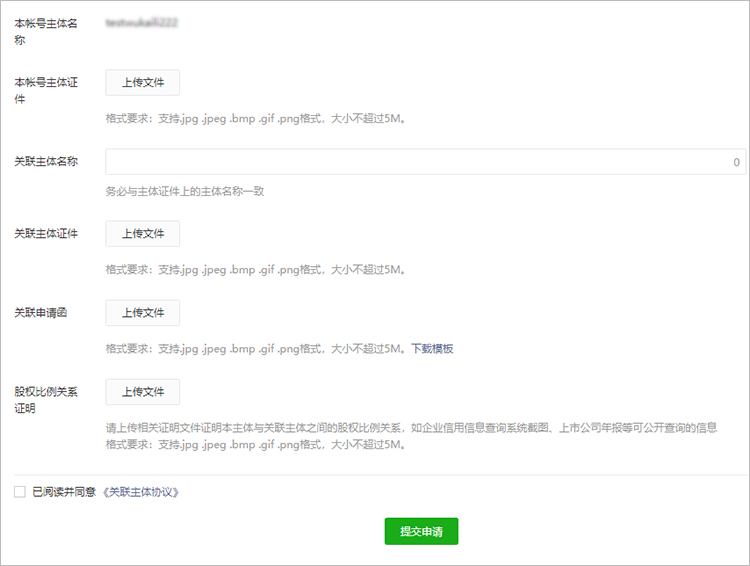 本帐号主体名
称
本帐号主体证
件
上传文件
格式要求：支持.jpg .jpeg .bmp .gif .png格式，大小不超过5M。
关联主体名称
0
务必与主体证件上的主体名称一致
关联主体证件
上传文件
格式要求：支持.jpg .jpeg .bmp .gif .png格式，大小不超过5M。
关联申请函
上传文件
格式要求：支持.jpg .jpeg .bmp .gif .png格式，大小不超过5M。下载模板
股权比例关系
证明
上传文件
请上传相关证明文件证明本主体与关联主体之间的股权比例关系，如企业信用信息查询系统截图、上市公司年报等可公开查询的信息
格式要求：支持.jpg .jpeg .bmp .gif .png格式，大小不超过5M。
已阅读并同意《关联主体协议》
提交申请